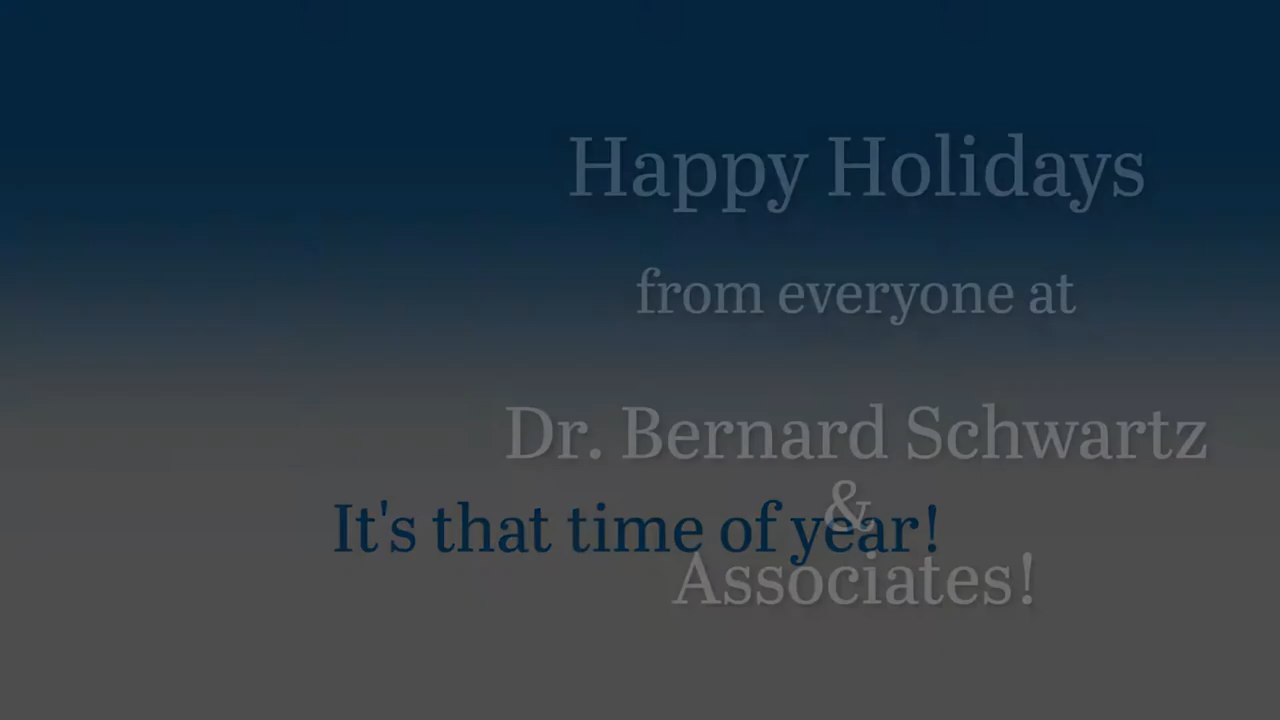 Happy Holidays
from everyone at
Dr. Bernard Schwartz
&
It's that time of year!
Associates!